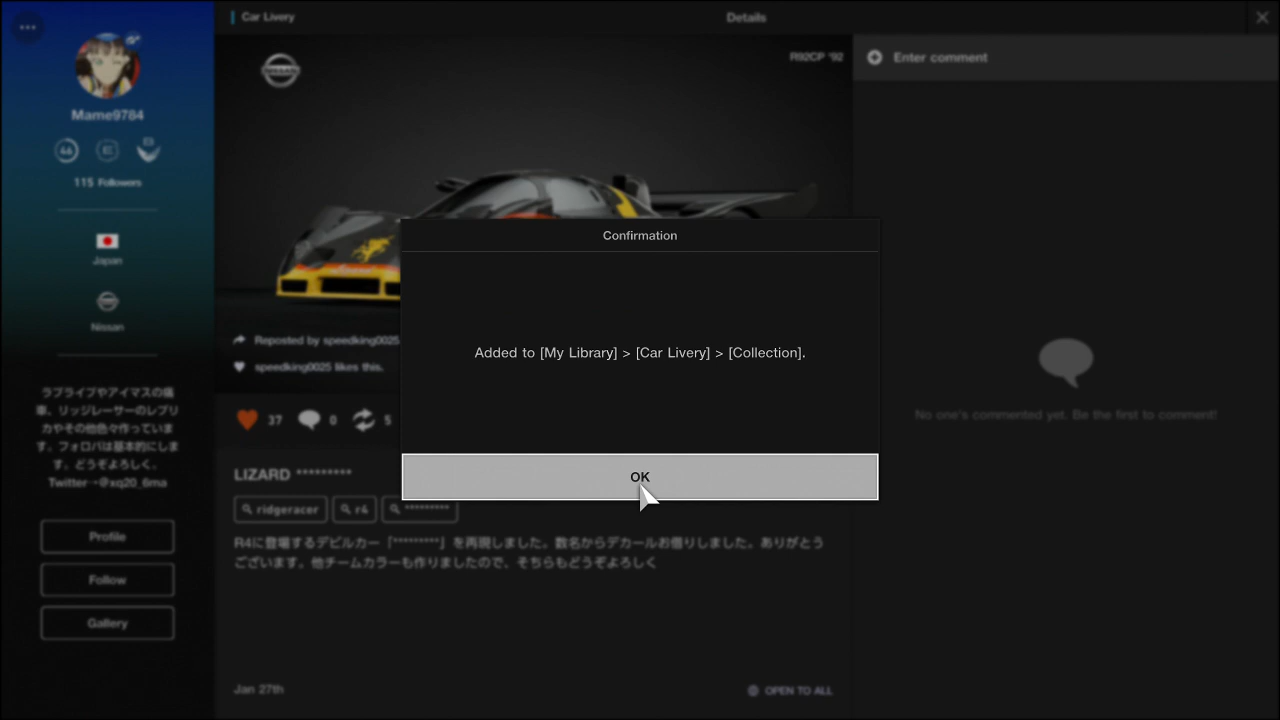 Car Livery
Details
Mame9784
46
115 Followers
Japan
Nissan
ラブライブやアイマスの痛
車、リッジレーサーのレプリ
カやその他色々作っていま
す。フォロバは基本的にしま
す。どうぞよろしく。
Twitter→@xq20_6ma
Profile
Follow
Gallery
NISSAN
R92CP '92
Reposted by speedking0025
speedking0025 likes this.
37
0
5
LIZARD *********
ridgeracer
r4
*********
R4に登場するデビルカー「*********」を再現しました。数名からデカールお借りしました。ありがとう
ございます。他チームカラーも作りましたので、そちらもどうぞよろしく
Jan 27th
OPEN TO ALL
Confirmation
Added to [My Library] > [Car Livery] > [Collection].
OK
Enter comment
No one's commented yet. Be the first to comment!